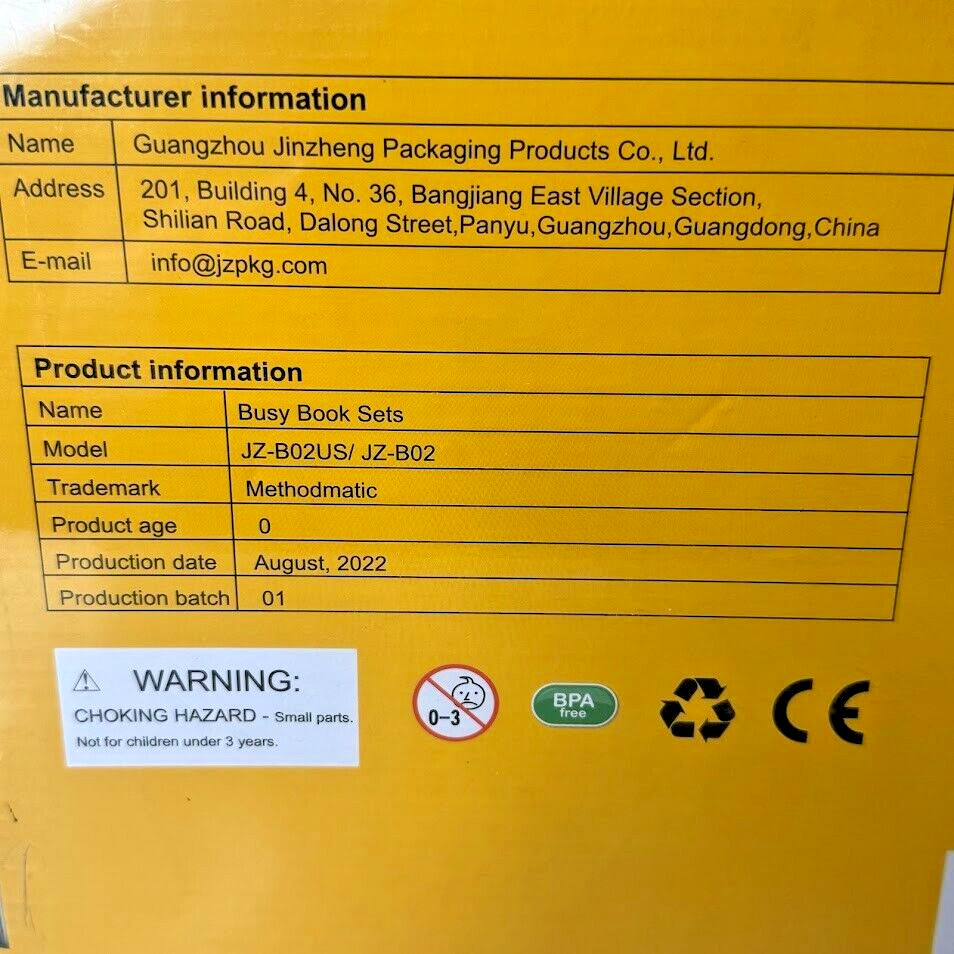 Manufacturer information
Name Guangzhou Jinzheng Packaging Products Co., Ltd.
Address 201, Building 4, No. 36, Bangjiang East Village Section,
Shilian Road, Dalong Street,Panyu,Guangzhou,Guangdong,China
E-mail info@jzpkg.com
Product information
Name Busy Book Sets
Model JZ-B02US/ JZ-B02
Trademark Methodmatic
Product age 0
Production date August, 2022
Production batch 01
WARNING:
CHOKING HAZARD - Small parts.
Not for children under 3 years.
0-3
BPA
free
CE